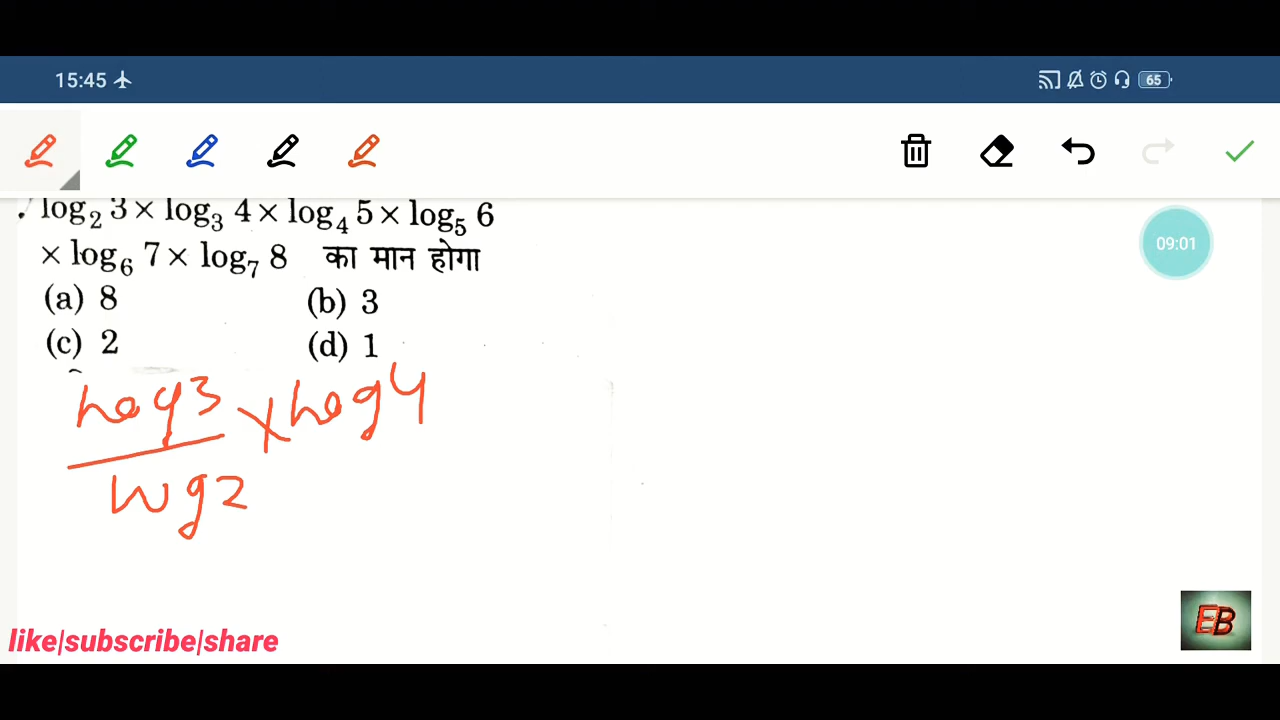 15:45
65
log₂ 3 × log₃ 4 × log₄ 5 × log₅ 6
09:01
× log₆ 7 × log₇ 8 का मान होगा
(a) 8 (b) 3
(c) 2 (d) 1
log3 × log4
log2
EB
like|subscribe|share